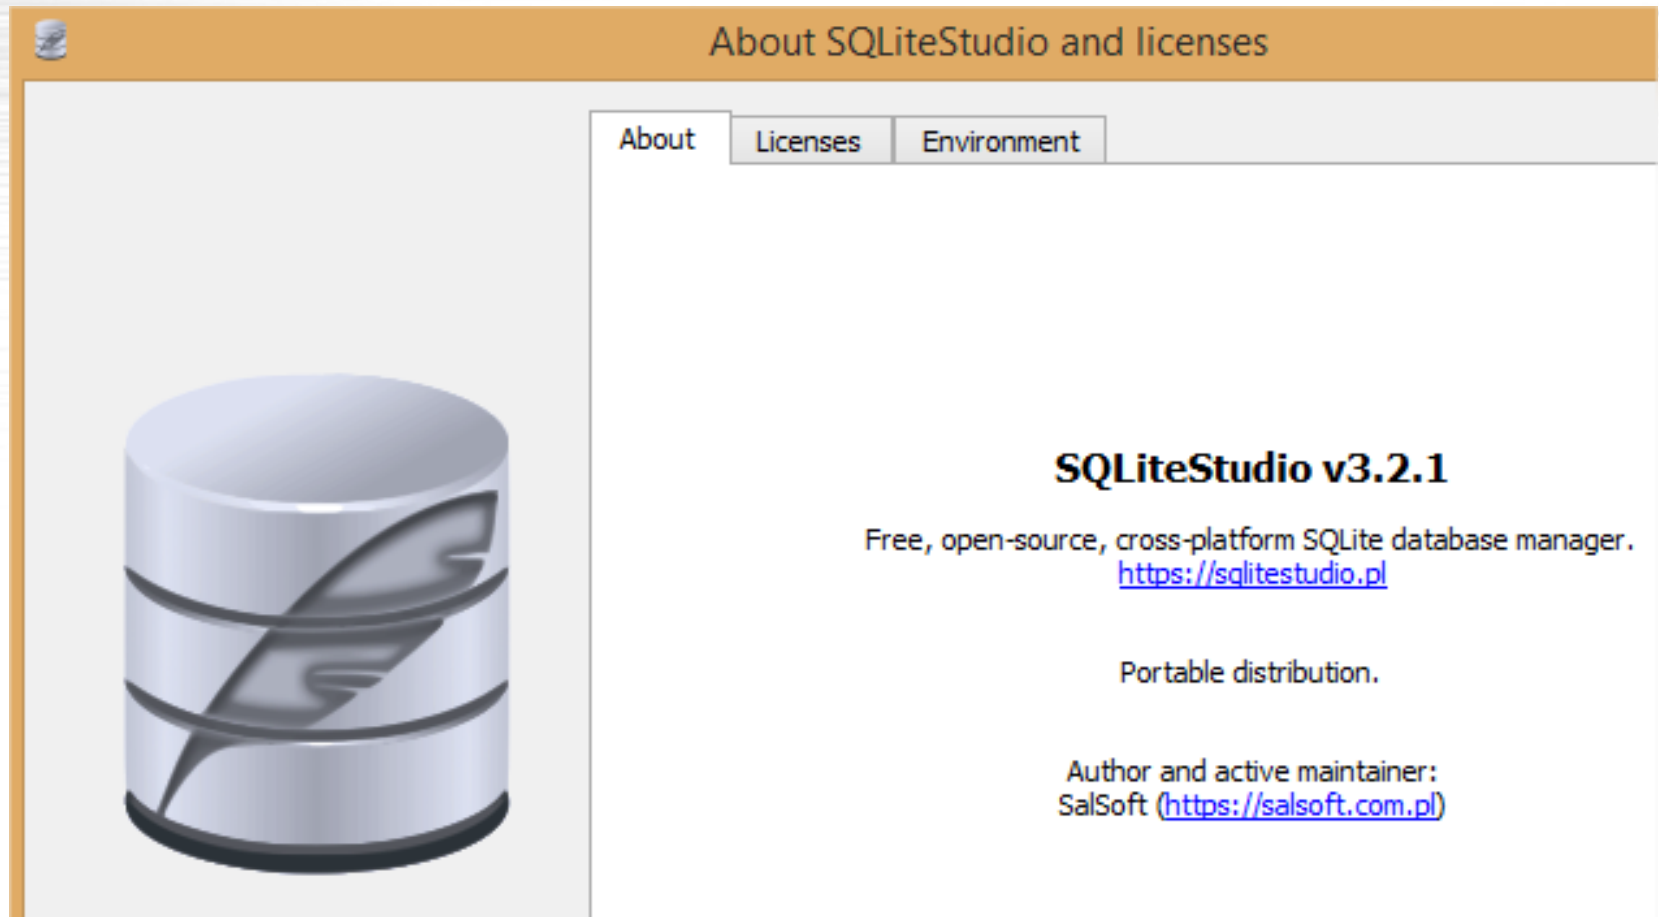 About SQLiteStudio and licenses
About Licenses Environment
SQLiteStudio v3.2.1
Free, open-source, cross-platform SQLite database manager.
https://sqlitestudio.pl
Portable distribution.
Author and active maintainer:
SalSoft (https://salsoft.com.pl)